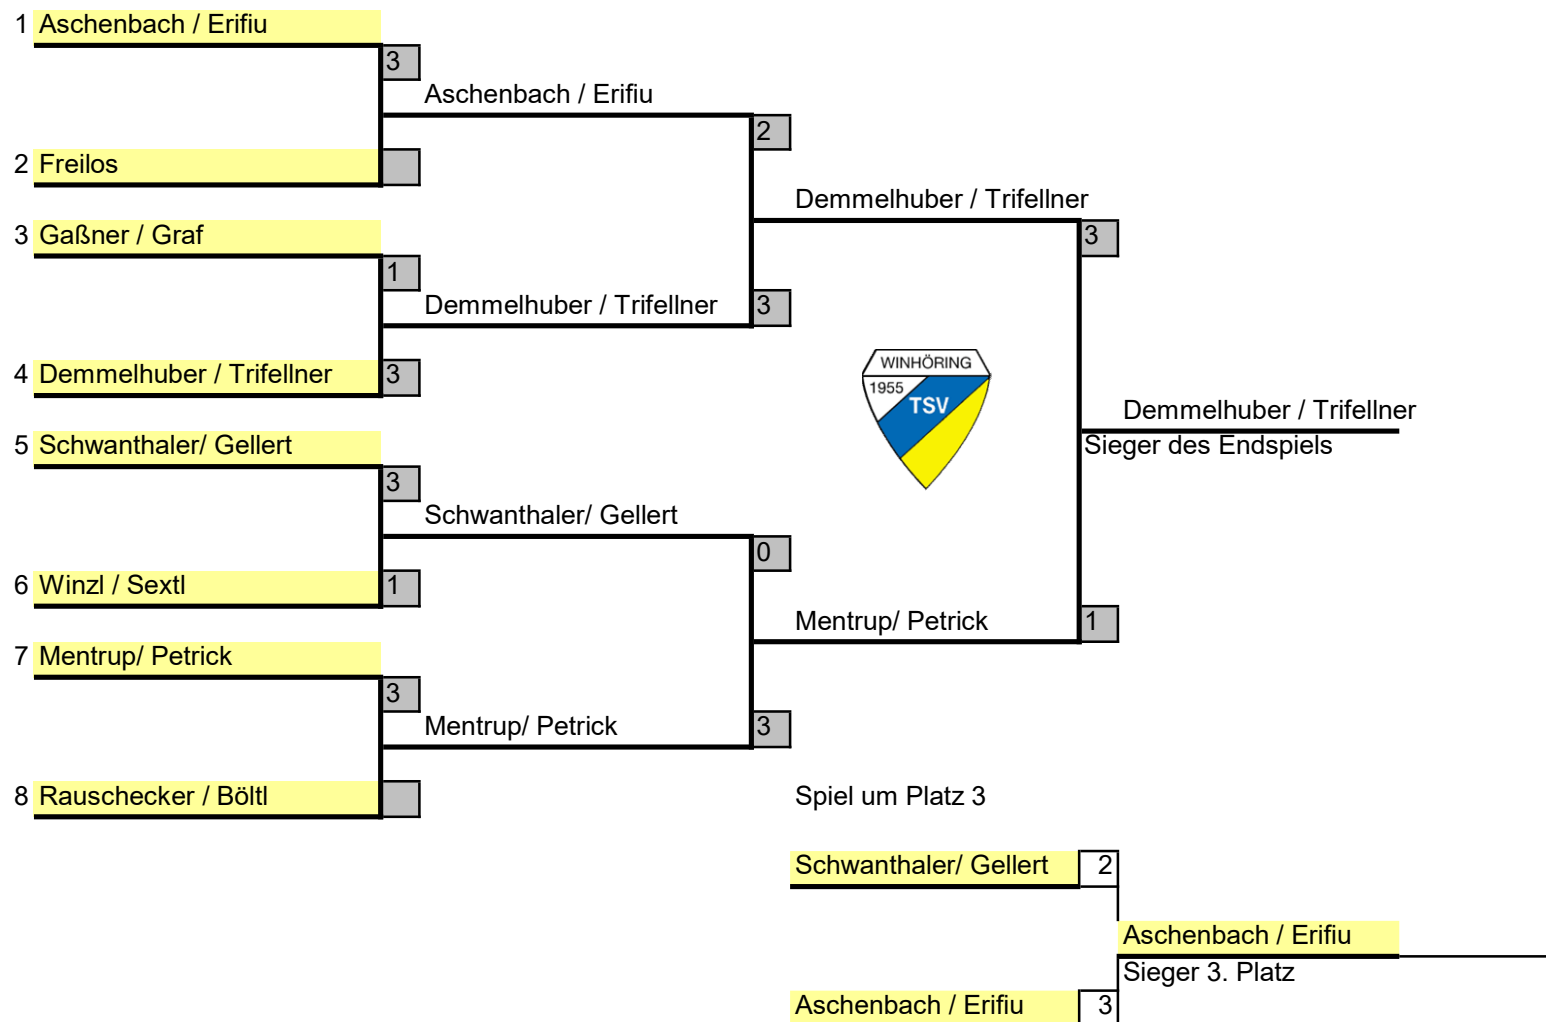 1 Aschenbach / Erifiu
3
Aschenbach / Erifiu
2
2 Freilos
Demmelhuber / Trifellner
3 Gaßner / Graf
3
1
Demmelhuber / Trifellner
3
WINHÖRING
4 Demmelhuber / Trifellner
3
1955
TSV
Demmelhuber / Trifellner
5 Schwanthaler/ Gellert
Sieger des Endspiels
3
Schwanthaler/ Gellert
0
6 Winzl / Sextl
1
Mentrup/ Petrick
1
7 Mentrup/ Petrick
3
Mentrup/ Petrick
3
8 Rauschecker / Böltl
Spiel um Platz 3
Schwanthaler/ Gellert
2
Aschenbach / Erifiu
Sieger 3. Platz
Aschenbach / Erifiu
3